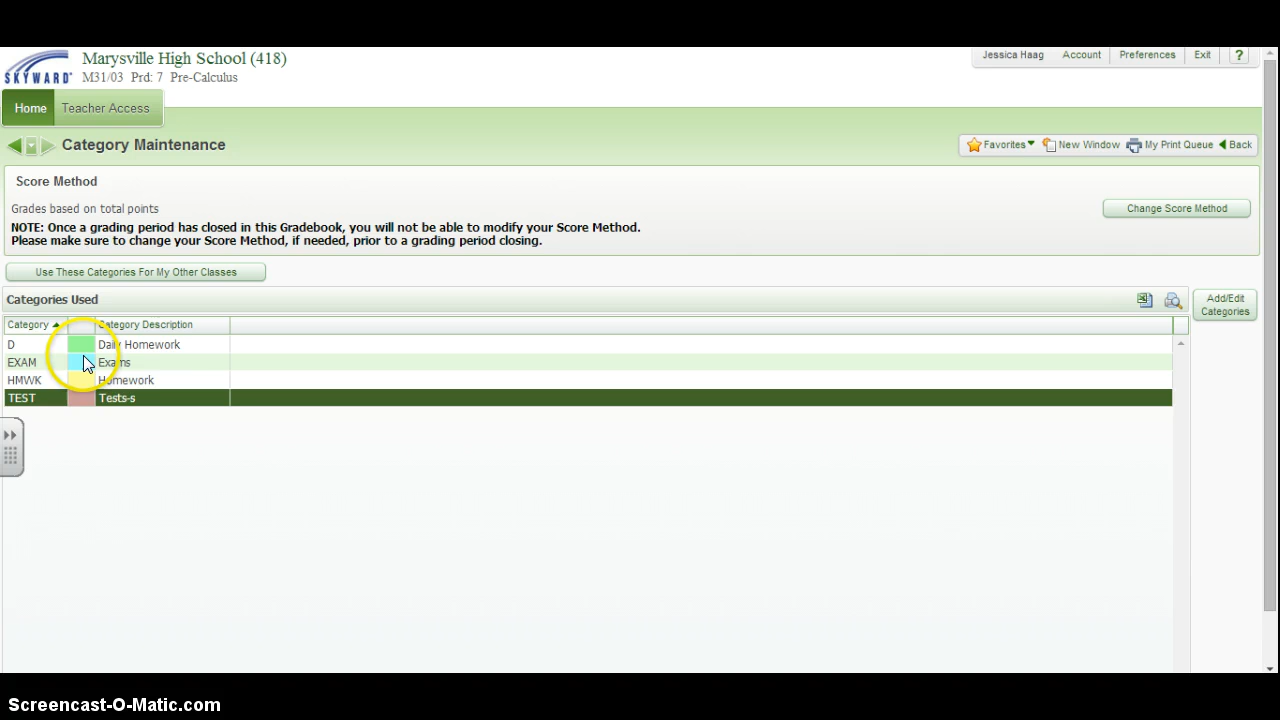 Marysville High School (418)
Jessica Haag Account Preferences Exit ?
SKYWARD
M31/03 Prd: 7 Pre-Calculus
Home Teacher Access
Category Maintenance
Favorites New Window My Print Queue Back
Score Method
Grades based on total points
Change Score Method
NOTE: Once a grading period has closed in this Gradebook, you will not be able to modify your Score Method.
Please make sure to change your Score Method, if needed, prior to a grading period closing.
Use These Categories For My Other Classes
Categories Used
Add/Edit
Categories
Category Category Description
D Daily Homework
EXAM Exams
HMWK Homework
TEST Tests-s
Screencast-O-Matic.com